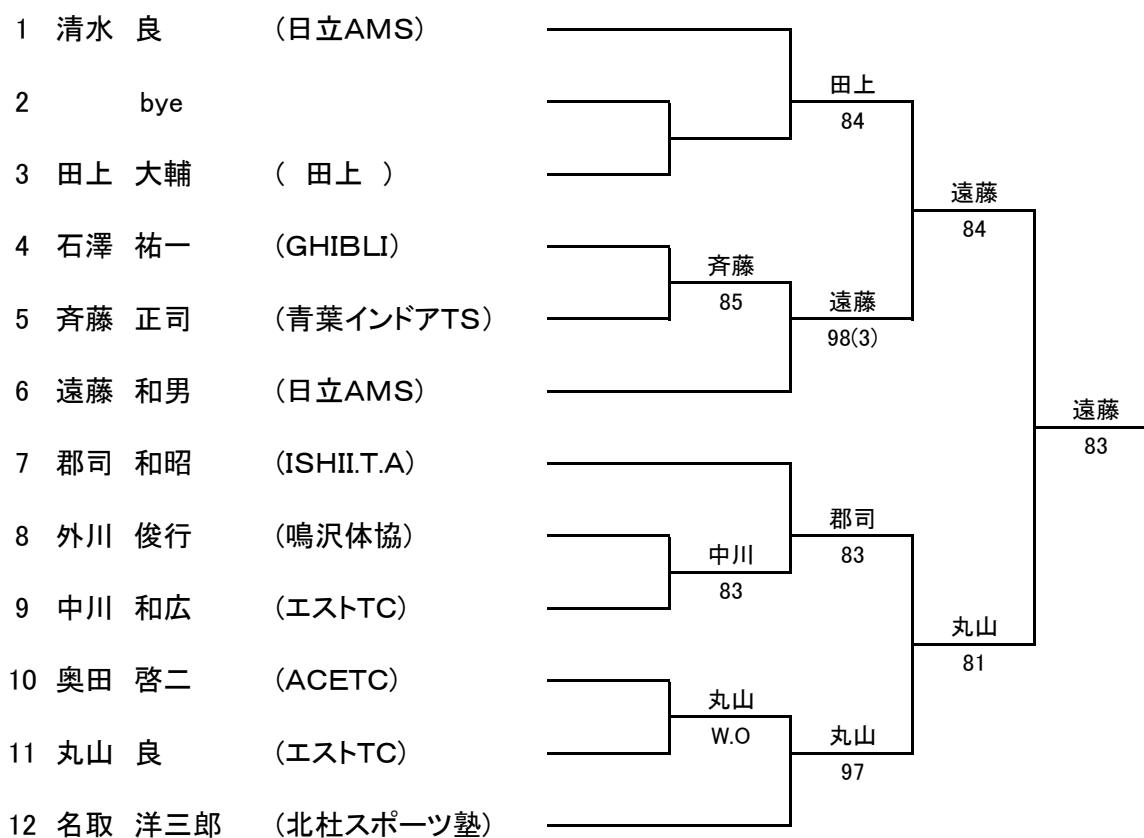 1 清水 良 (日立AMS)
2 bye
3 田上 大輔 ( 田上 )
4 石澤 祐一 (GHIBLI)
5 斉藤 正司 (青葉インドアTS)
6 遠藤 和男 (日立AMS)
7 郡司 和昭 (ISHII.T.A)
8 外川 俊行 (鳴沢体協)
9 中川 和広 (エストTC)
10 奥田 啓二 (ACETC)
11 丸山 良 (エストTC)
12 名取 洋三郎 (北杜スポーツ塾)
斉藤
85
中川
83
丸山
W.O
田上
84
遠藤
98(3)
郡司
83
丸山
97
遠藤
84
丸山
81
遠藤
83